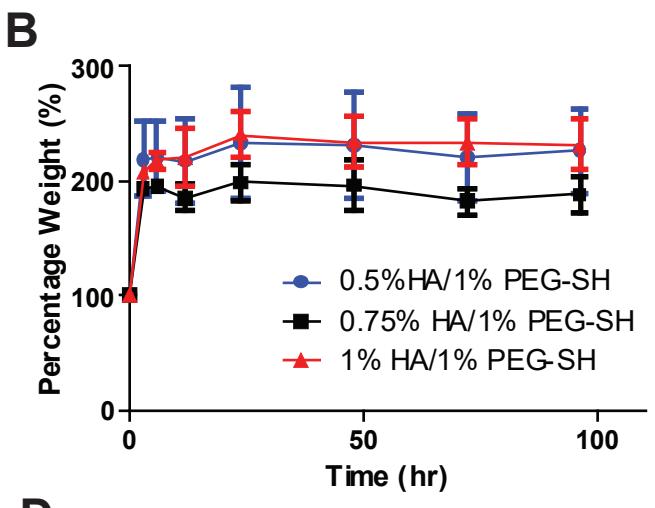 B
300
200
100
0
Percentage Weight (%)
0.5%HA/1% PEG-SH
0.75% HA/1% PEG-SH
1% HA/1% PEG-SH
0 50 100
Time (hr)